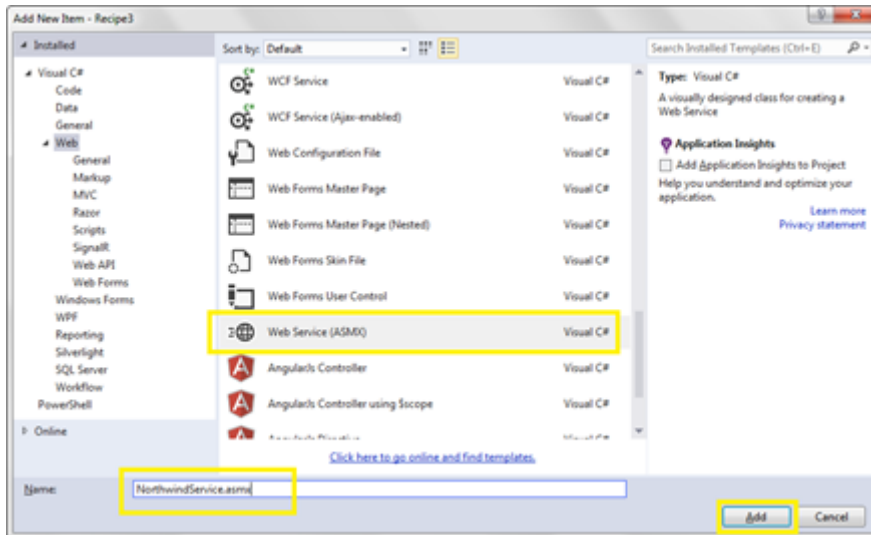 Add New Item - Recipe3
Installed
Sort by: Default
Search Installed Templates (Ctrl+E)
Visual C#
Code
Data
General
Web
General
Markup
MVC
Razor
Scripts
SignalR
Web API
Web Forms
Windows Forms
WPF
Reporting
Silverlight
SQL Server
Workflow
PowerShell
Online
WCF Service Visual C#
WCF Service (Ajax-enabled) Visual C#
Web Configuration File Visual C#
Web Forms Master Page Visual C#
Web Forms Master Page (Nested) Visual C#
Web Forms Skin File Visual C#
Web Forms User Control Visual C#
Web Service (ASMX) Visual C#
AngularJs Controller Visual C#
AngularJs Controller using $scope Visual C#
AngularJs Directive Visual C#
Click here to go online and find templates.
Type: Visual C#
A visually designed class for creating a
Web Service
Application Insights
Add Application Insights to Project
Help you understand and optimize your
application.
Learn more
Privacy statement
Name: NorthwindService.asmx
Add Cancel